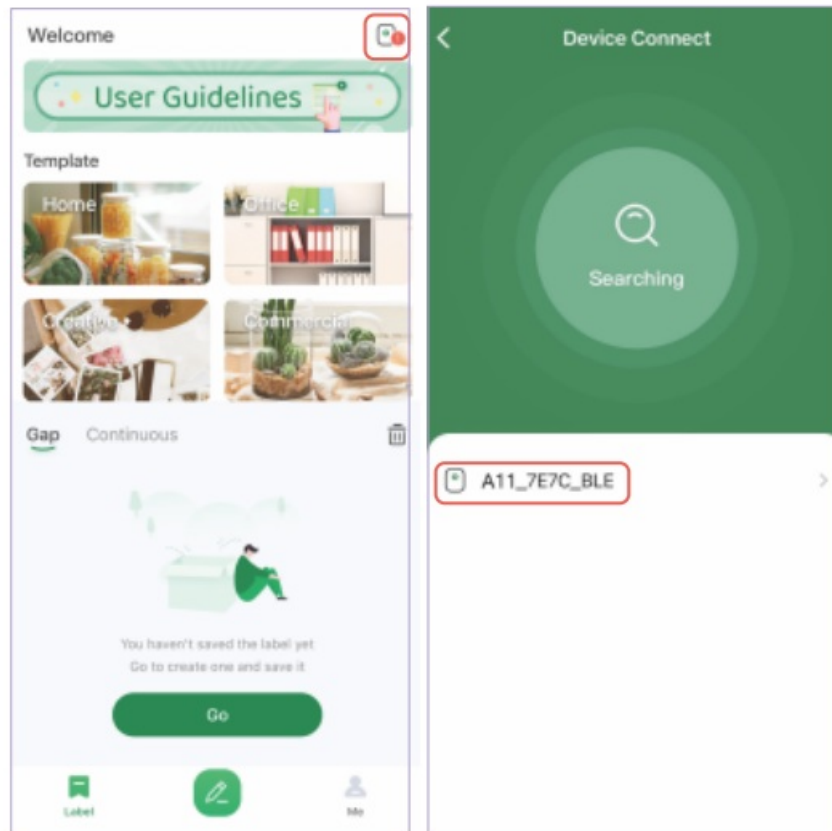 Welcome
User Guidelines
Template
Home
Office
Creative
Commercial
Gap Continuous
You haven't saved the label yet
Go to create one and save it
Go
Label
Me
Device Connect
Searching
A11_7E7C_BLE